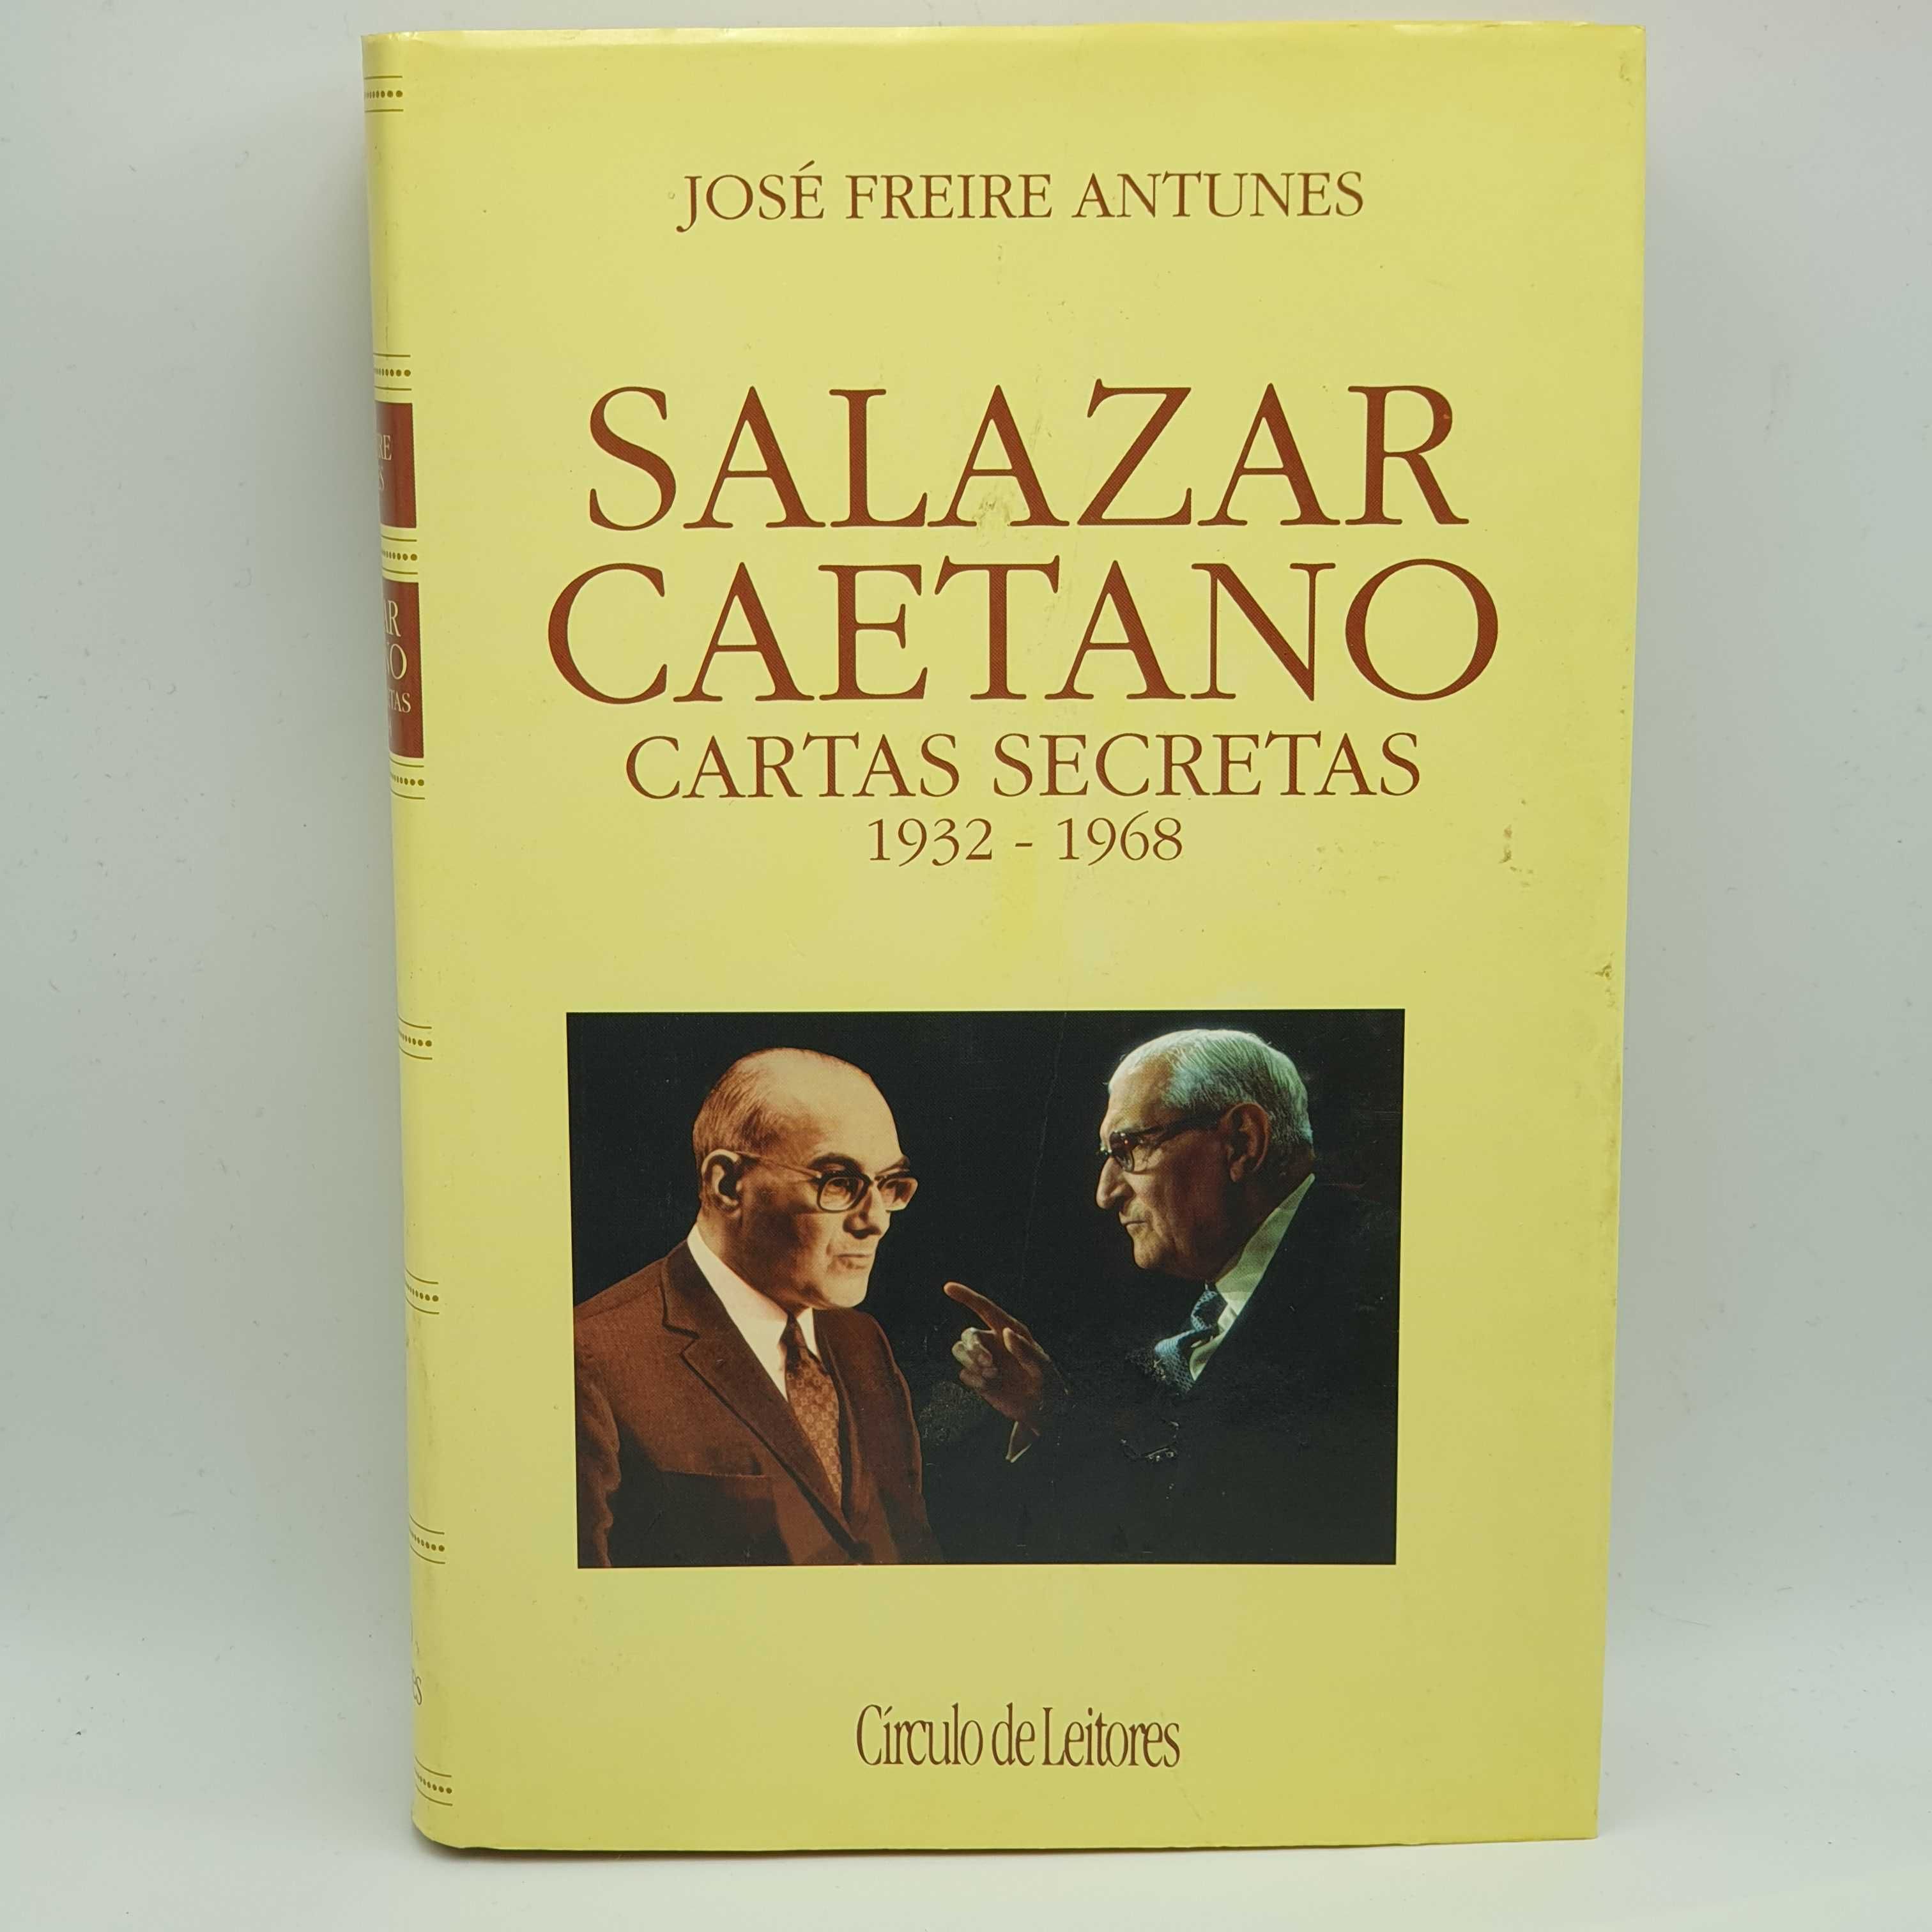 JOSÉ FREIRE ANTUNES
SALAZAR
CAETANO
CARTAS SECRETAS
1932 - 1968
Círculo de Leitores